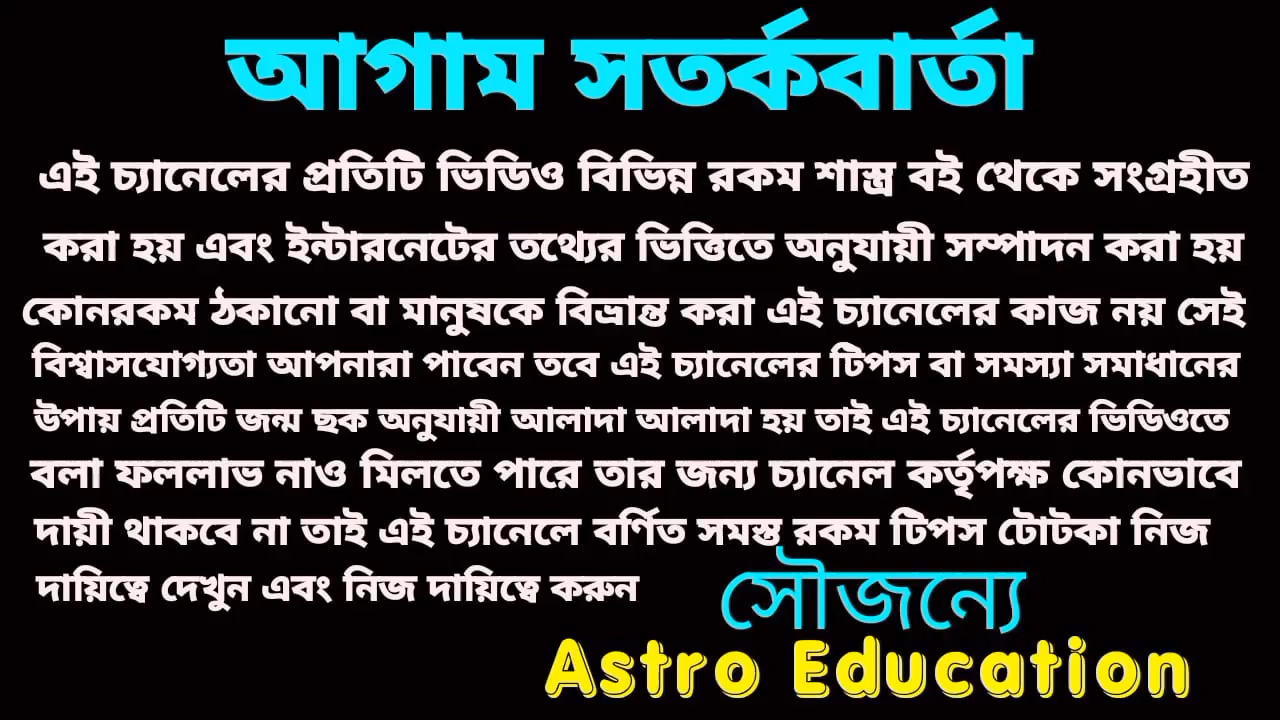 আগাম সতর্কবার্তা
এই চ্যানেলের প্রতিটি ভিডিও বিভিন্ন রকম শাস্ত্র বই থেকে সংগ্রহীত
করা হয় এবং ইন্টারনেটের তথ্যের ভিত্তিতে অনুযায়ী সম্পাদন করা হয়
কোনরকম ঠকানো বা মানুষকে বিভ্রান্ত করা এই চ্যানেলের কাজ নয় সেই
বিশ্বাসযোগ্যতা আপনারা পাবেন তবে এই চ্যানেলের টিপস বা সমস্যা সমাধানের
উপায় প্রতিটি জন্ম ছক অনুযায়ী আলাদা আলাদা হয় তাই এই চ্যানেলের ভিডিওতে
বলা ফললাভ নাও মিলতে পারে তার জন্য চ্যানেল কর্তৃপক্ষ কোনভাবে
দায়ী থাকবে না তাই এই চ্যানেলে বর্ণিত সমস্ত রকম টিপস টোটকা নিজ
দায়িত্বে দেখুন এবং নিজ দায়িত্বে করুন
সৌজন্যে
Astro Education